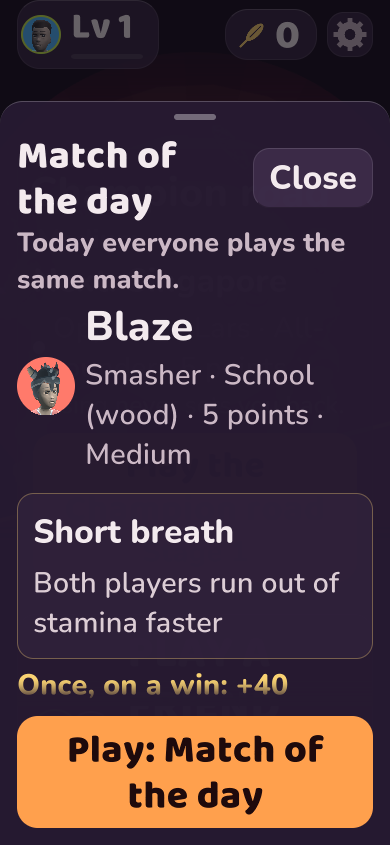 Lv 1
0
Match of
the day
Close
Today everyone plays the
same match.
Blaze
Smasher · School
(wood) · 5 points ·
Medium
Short breath
Both players run out of
stamina faster
Once, on a win: +40
Play: Match of
the day